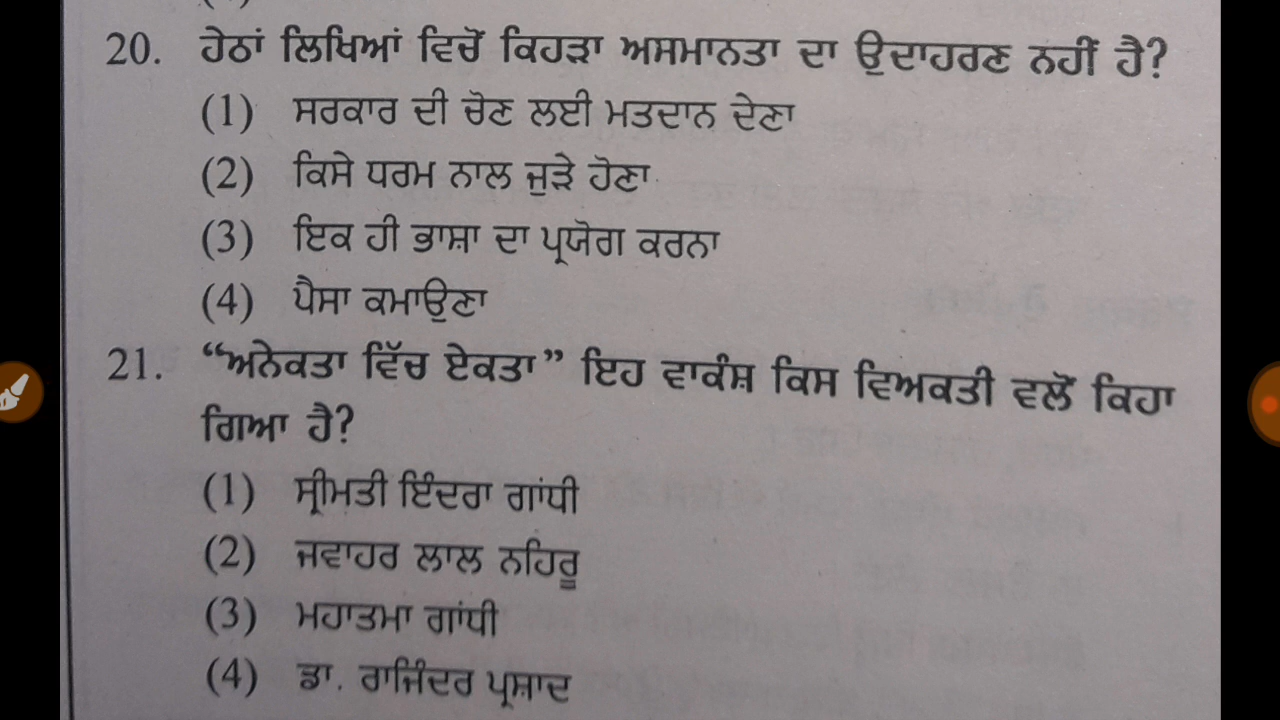 20. ਹੇਠਾਂ ਲਿਖਿਆਂ ਵਿਚੋਂ ਕਿਹੜਾ ਅਸਮਾਨਤਾ ਦਾ ਉਦਾਹਰਣ ਨਹੀਂ ਹੈ?
(1) ਸਰਕਾਰ ਦੀ ਚੋਣ ਲਈ ਮਤਦਾਨ ਦੇਣਾ
(2) ਕਿਸੇ ਧਰਮ ਨਾਲ ਜੁੜੇ ਹੋਣਾ
(3) ਇਕ ਹੀ ਭਾਸ਼ਾ ਦਾ ਪ੍ਰਯੋਗ ਕਰਨਾ
(4) ਪੈਸਾ ਕਮਾਉਣਾ
21. “ਅਨੇਕਤਾ ਵਿੱਚ ਏਕਤਾ” ਇਹ ਵਾਕੰਸ਼ ਕਿਸ ਵਿਅਕਤੀ ਵਲੋਂ ਕਿਹਾ
ਗਿਆ ਹੈ?
(1) ਸ੍ਰੀਮਤੀ ਇੰਦਰਾ ਗਾਂਧੀ
(2) ਜਵਾਹਰ ਲਾਲ ਨਹਿਰੂ
(3) ਮਹਾਤਮਾ ਗਾਂਧੀ
(4) ਡਾ. ਰਾਜਿੰਦਰ ਪ੍ਰਸ਼ਾਦ